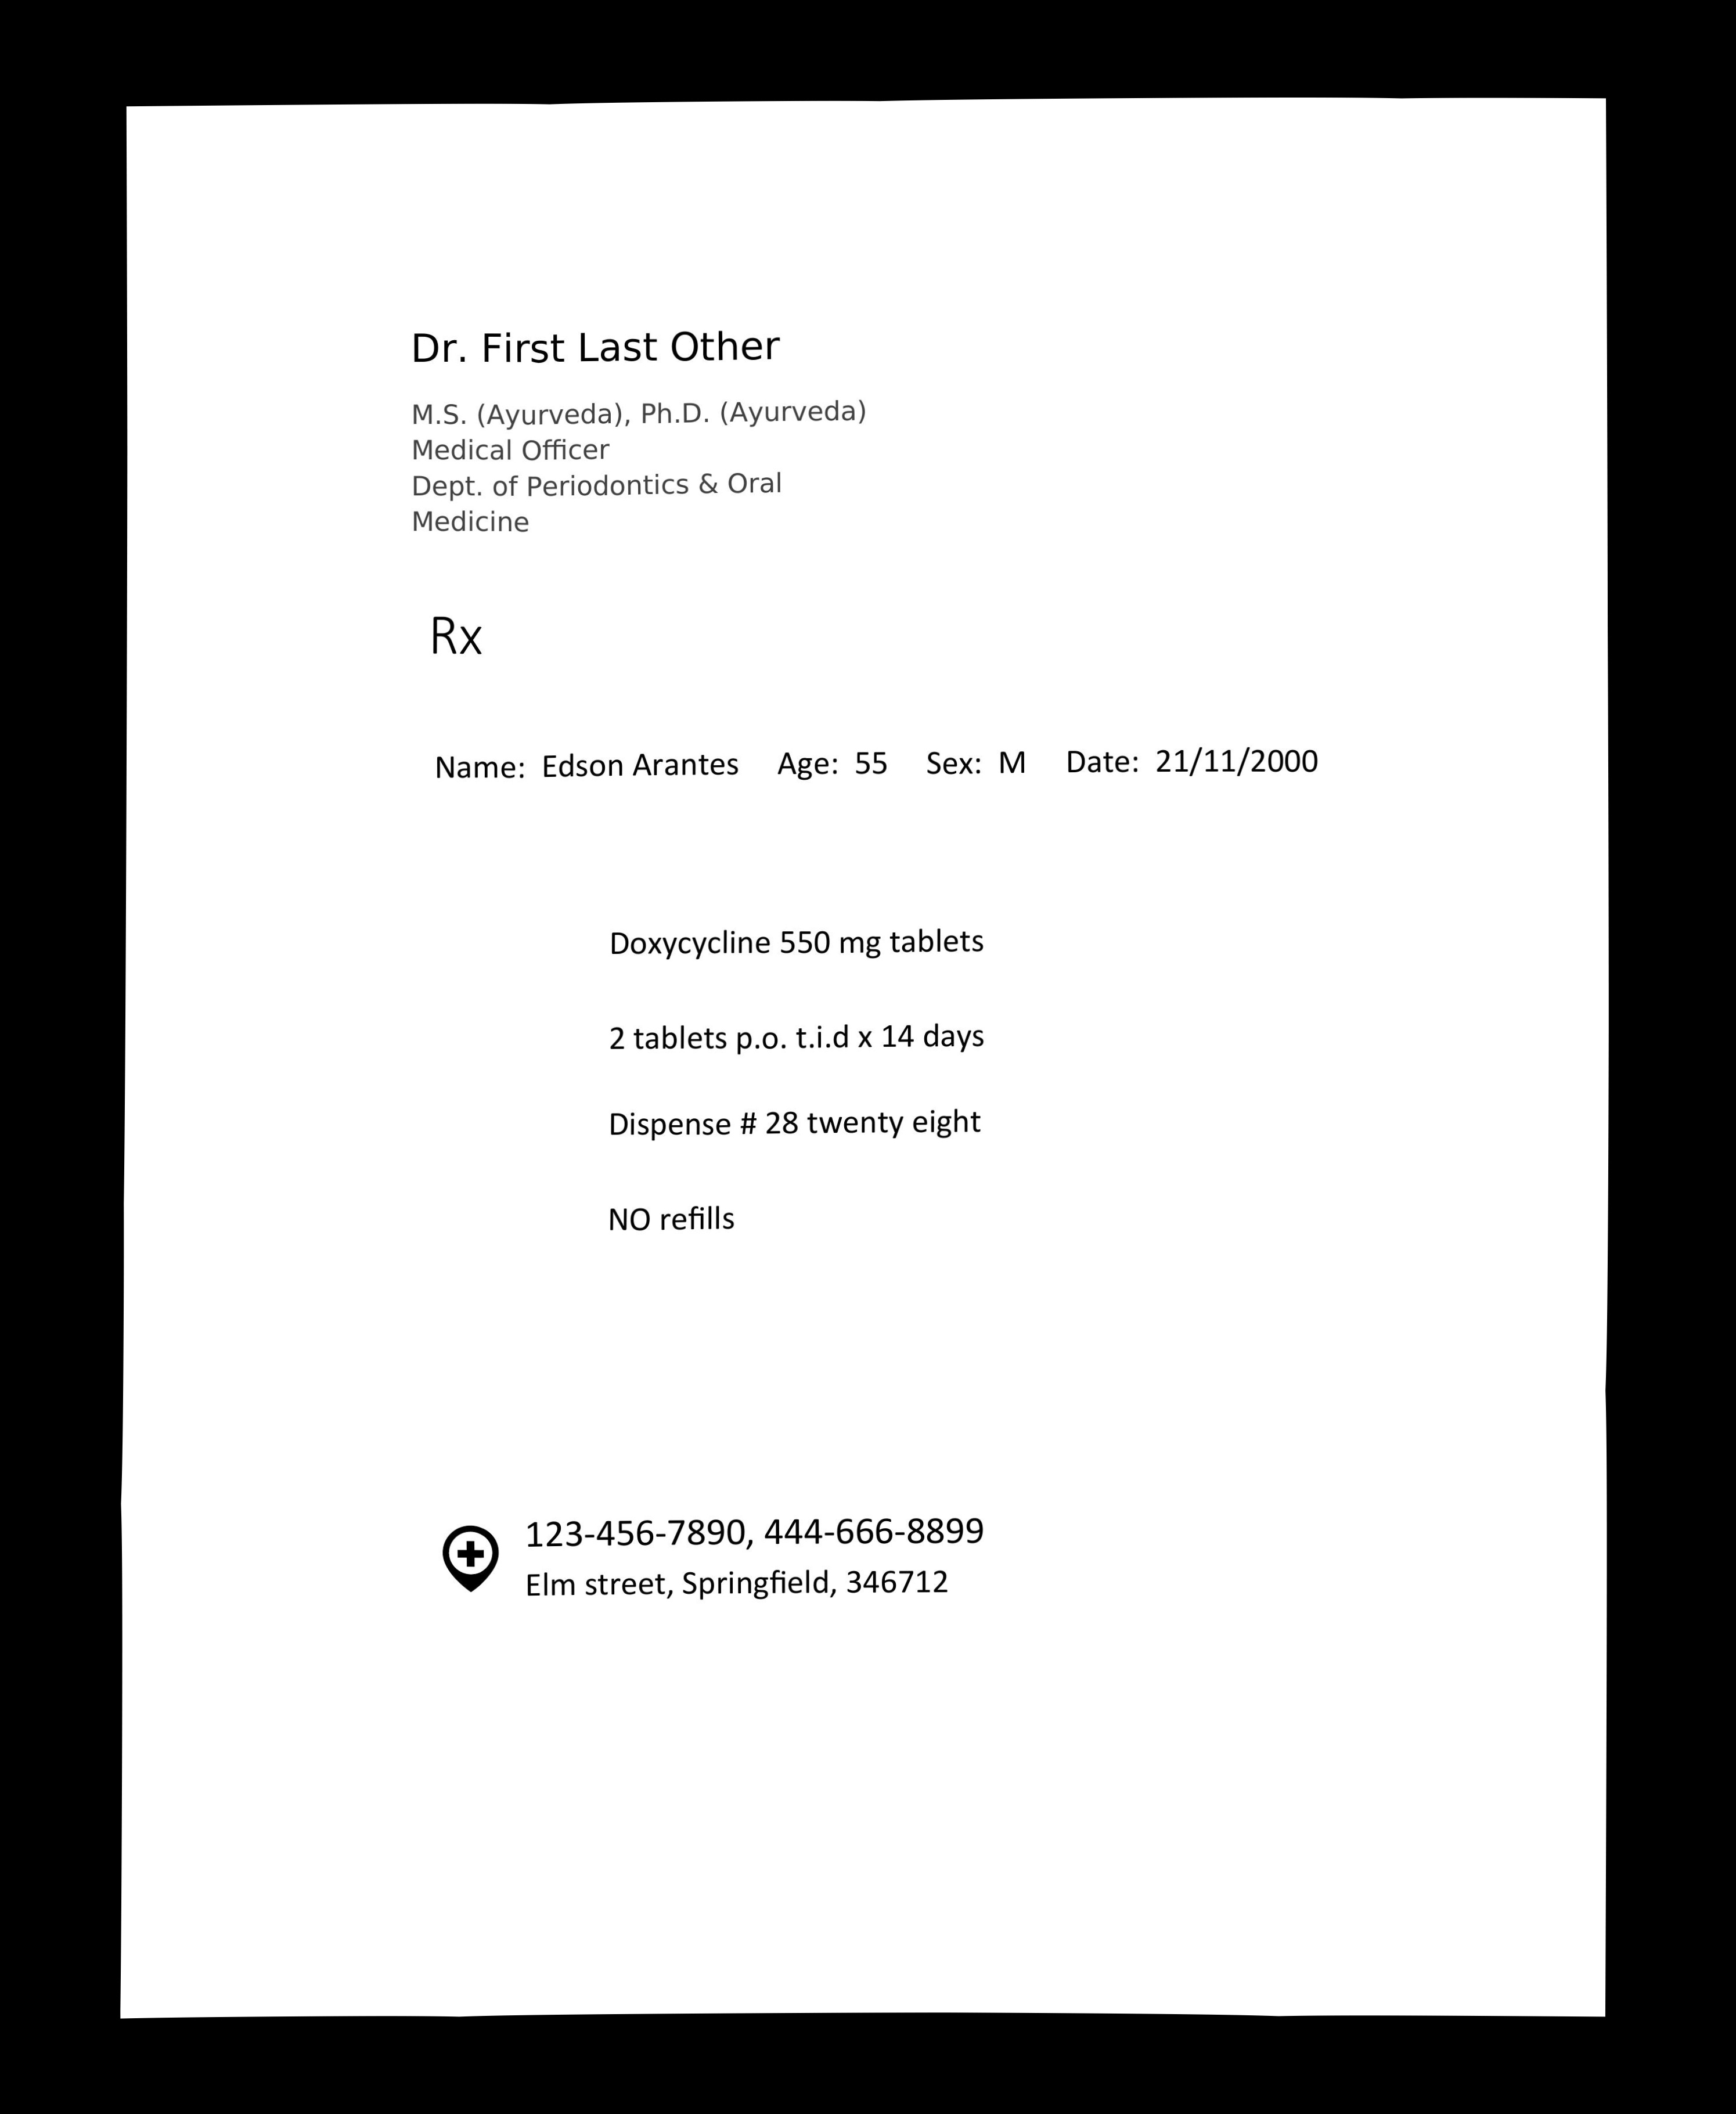 Dr. First Last Other
M.S. (Ayurveda), Ph.D. (Ayurveda)
Medical Officer
Dept. of Periodontics & Oral
Medicine
Rx
Name: Edson Arantes Age: 55 Sex: M Date: 21/11/2000
Doxycycline 550 mg tablets
2 tablets p.o. t.i.d x 14 days
Dispense # 28 twenty eight
NO refills
123-456-7890, 444-666-8899
Elm street, Springfield, 346712